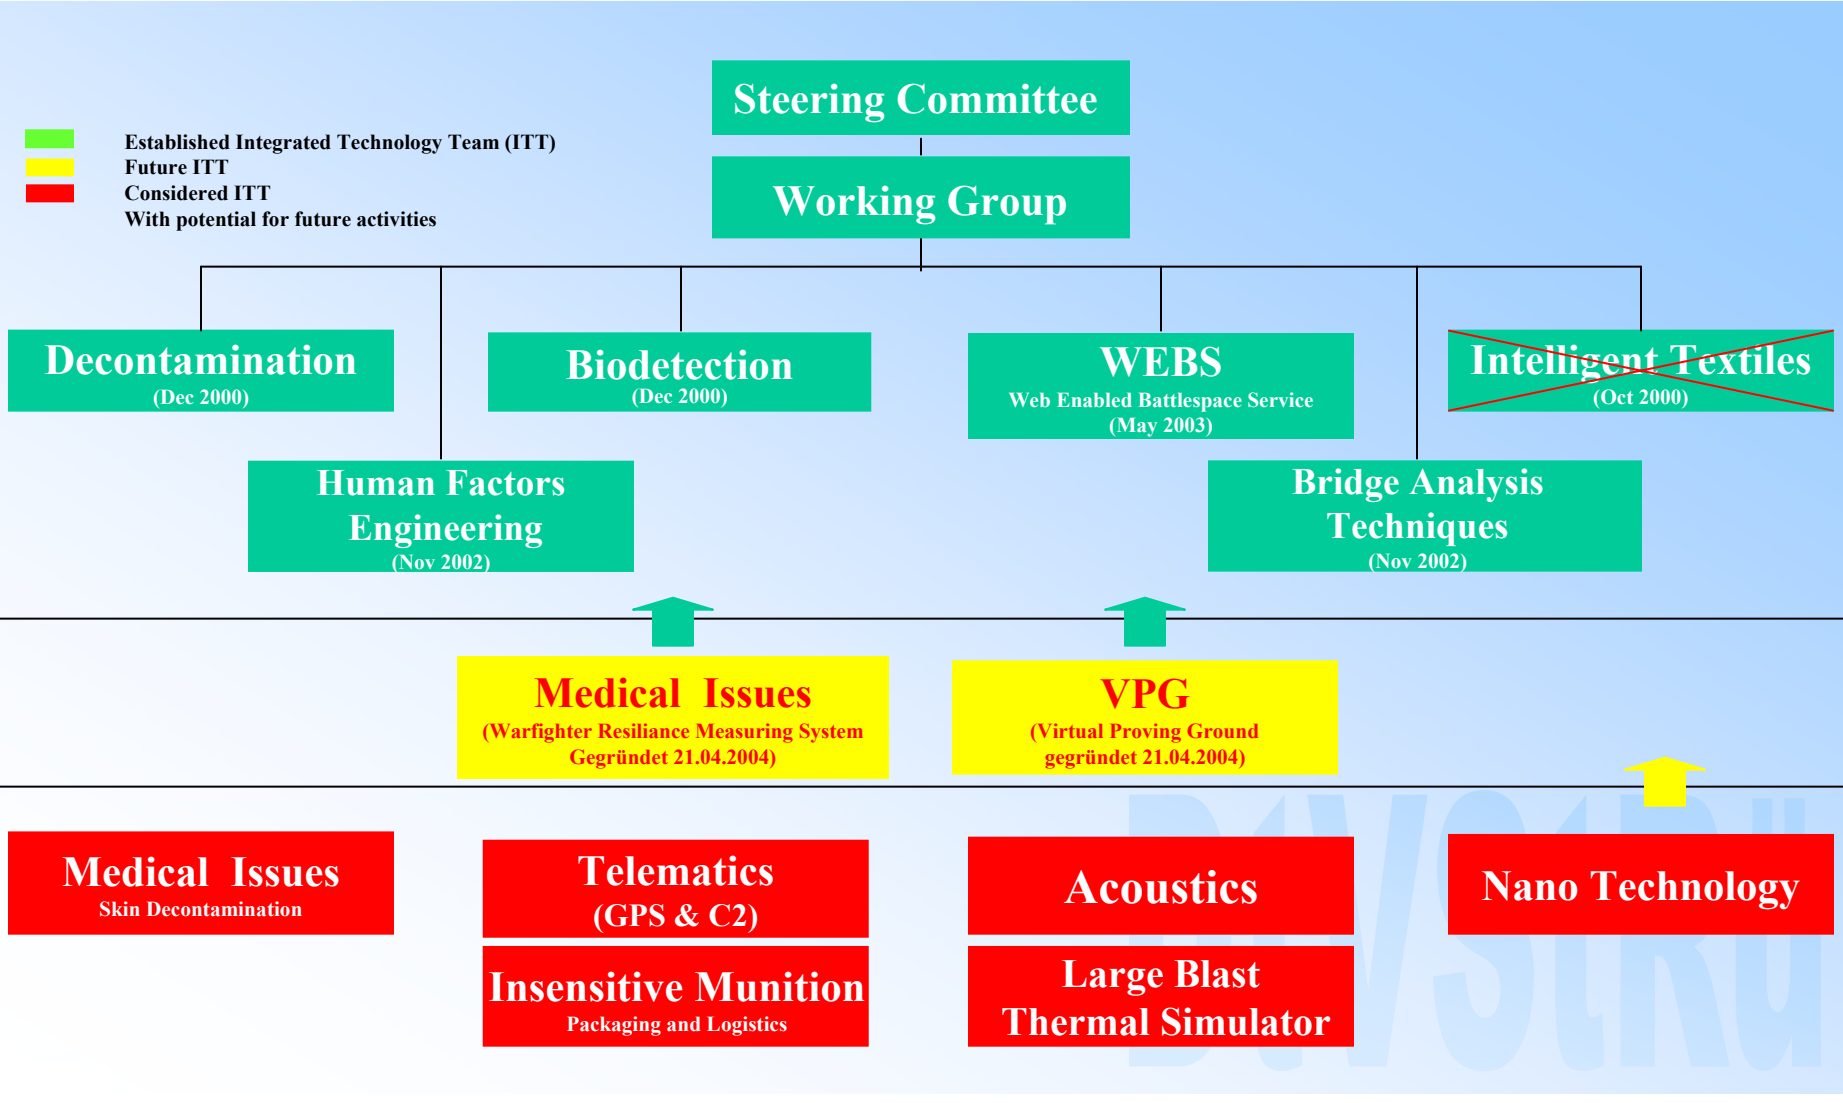 Steering Committee
Established Integrated Technology Team (ITT)
Future ITT
Considered ITT
With potential for future activities
Working Group
Decontamination
(Dec 2000)
Biodetection
(Dec 2000)
WEBS
Web Enabled Battlespace Service
(May 2003)
Intelligent Textiles
(Oct 2000)
Human Factors
Engineering
(Nov 2002)
Bridge Analysis
Techniques
(Nov 2002)
Medical Issues
(Warfighter Resiliance Measuring System
Gegründet 21.04.2004)
VPG
(Virtual Proving Ground
gegründet 21.04.2004)
Medical Issues
Skin Decontamination
Telematics
(GPS & C2)
Acoustics
Nano Technology
Insensitive Munition
Packaging and Logistics
Large Blast
Thermal Simulator
DtVStRü